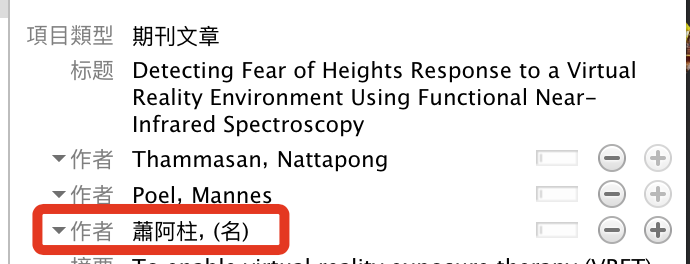 項目類型 期刊文章
标题 Detecting Fear of Heights Response to a Virtual
Reality Environment Using Functional Near-
Infrared Spectroscopy
作者 Thammasan, Nattapong
作者 Poel, Mannes
作者 蕭阿柱, (名)
摘要 To enable virtual reality exposure therapy (VRET)